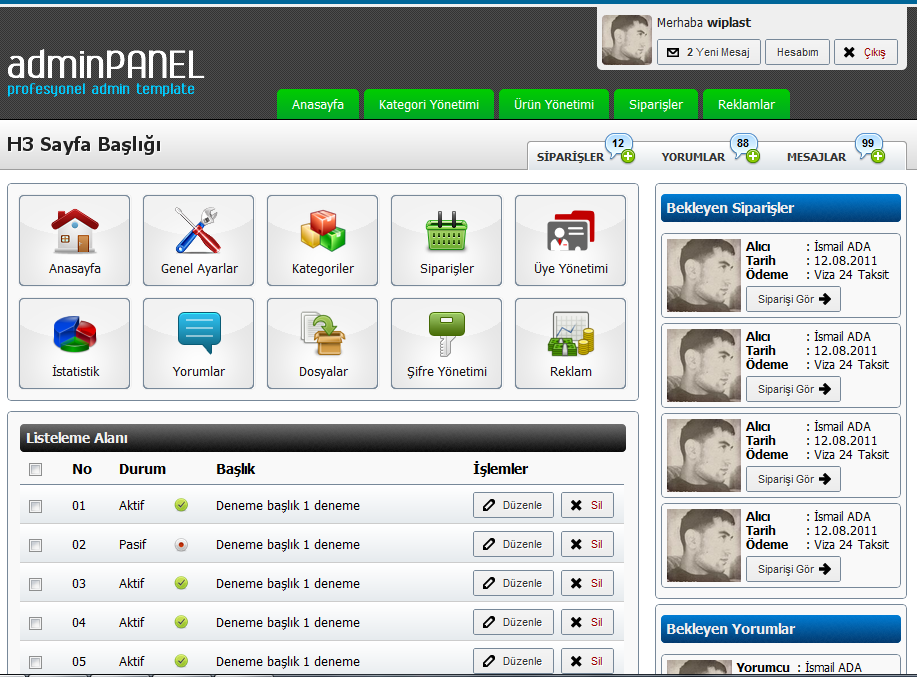 Merhaba wiplast
2 Yeni Mesaj Hesabım Çıkış
adminPANEL
profesyonel admin template
Anasayfa Kategori Yönetimi Ürün Yönetimi Siparişler Reklamlar
H3 Sayfa Başlığı
12 88 99
SİPARİŞLER YORUMLAR MESAJLAR
Anasayfa Genel Ayarlar Kategoriler Siparişler Üye Yönetimi
İstatistik Yorumlar Dosyalar Şifre Yönetimi Reklam
Listeleme Alanı
No Durum Başlık İşlemler
01 Aktif Deneme başlık 1 deneme Düzenle Sil
02 Pasif Deneme başlık 1 deneme Düzenle Sil
03 Aktif Deneme başlık 1 deneme Düzenle Sil
04 Aktif Deneme başlık 1 deneme Düzenle Sil
05 Aktif Deneme başlık 1 deneme Düzenle Sil
Bekleyen Siparişler
Alıcı : İsmail ADA
Tarih : 12.08.2011
Ödeme : Viza 24 Taksit
Siparişi Gör
Alıcı : İsmail ADA
Tarih : 12.08.2011
Ödeme : Viza 24 Taksit
Siparişi Gör
Alıcı : İsmail ADA
Tarih : 12.08.2011
Ödeme : Viza 24 Taksit
Siparişi Gör
Alıcı : İsmail ADA
Tarih : 12.08.2011
Ödeme : Viza 24 Taksit
Siparişi Gör
Bekleyen Yorumlar
Yorumcu : İsmail ADA